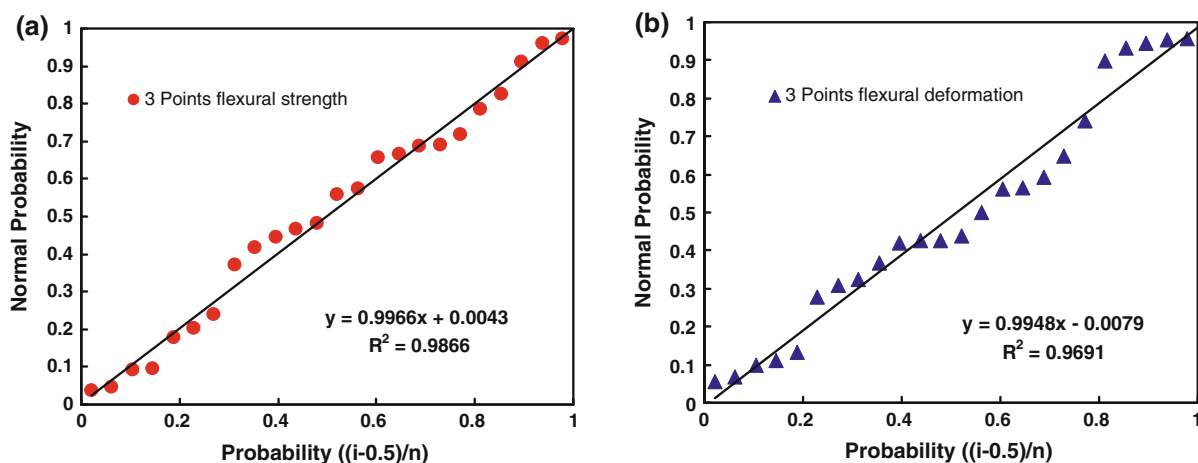 (a)
1
0.9
0.8
0.7
0.6
0.5
0.4
0.3
0.2
0.1
0
Normal Probability
3 Points flexural strength
y = 0.9966x + 0.0043
R² = 0.9866
0 0.2 0.4 0.6 0.8 1
Probability ((i-0.5)/n)
(b)
1
0.9
0.8
0.7
0.6
0.5
0.4
0.3
0.2
0.1
0
Normal Probability
3 Points flexural deformation
y = 0.9948x - 0.0079
R² = 0.9691
0 0.2 0.4 0.6 0.8 1
Probability ((i-0.5)/n)